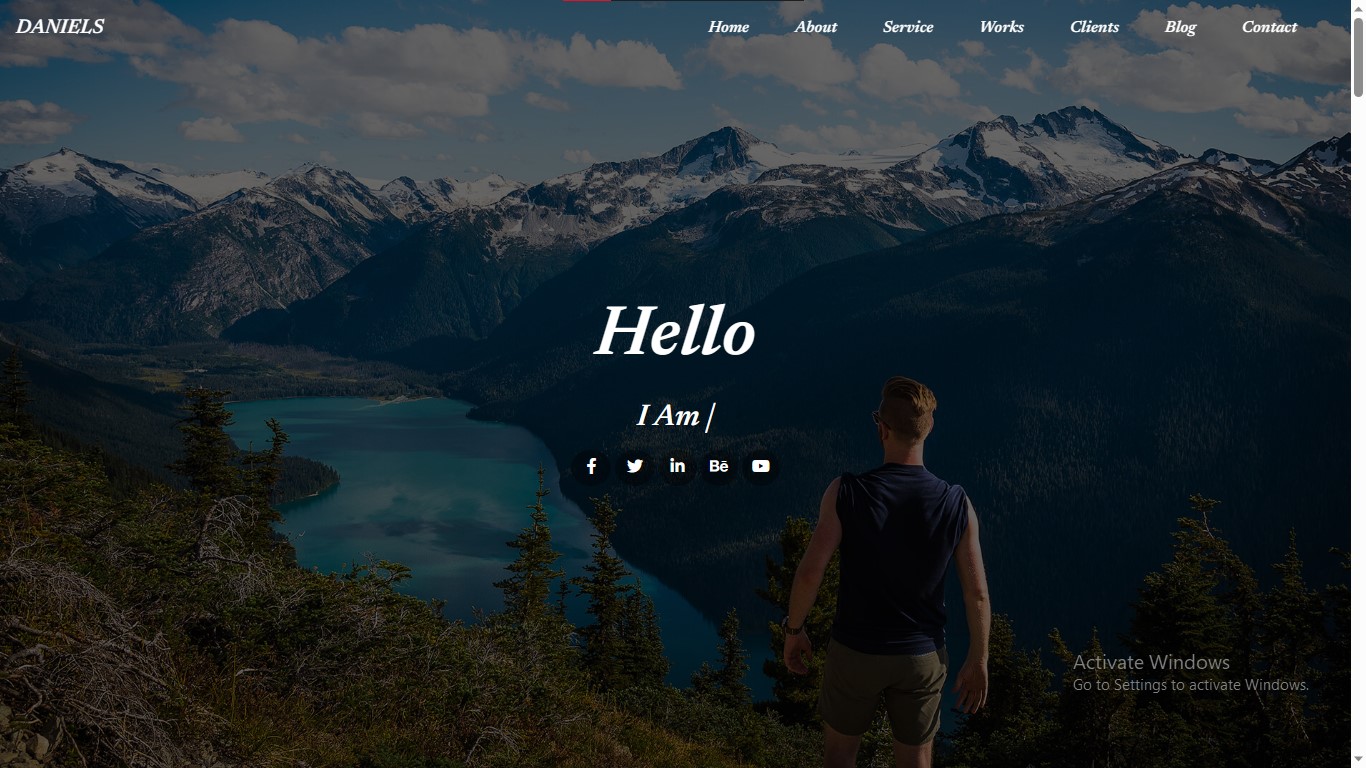 DANIELS
Home About Service Works Clients Blog Contact
Hello
I Am |
Bē
Activate Windows
Go to Settings to activate Windows.